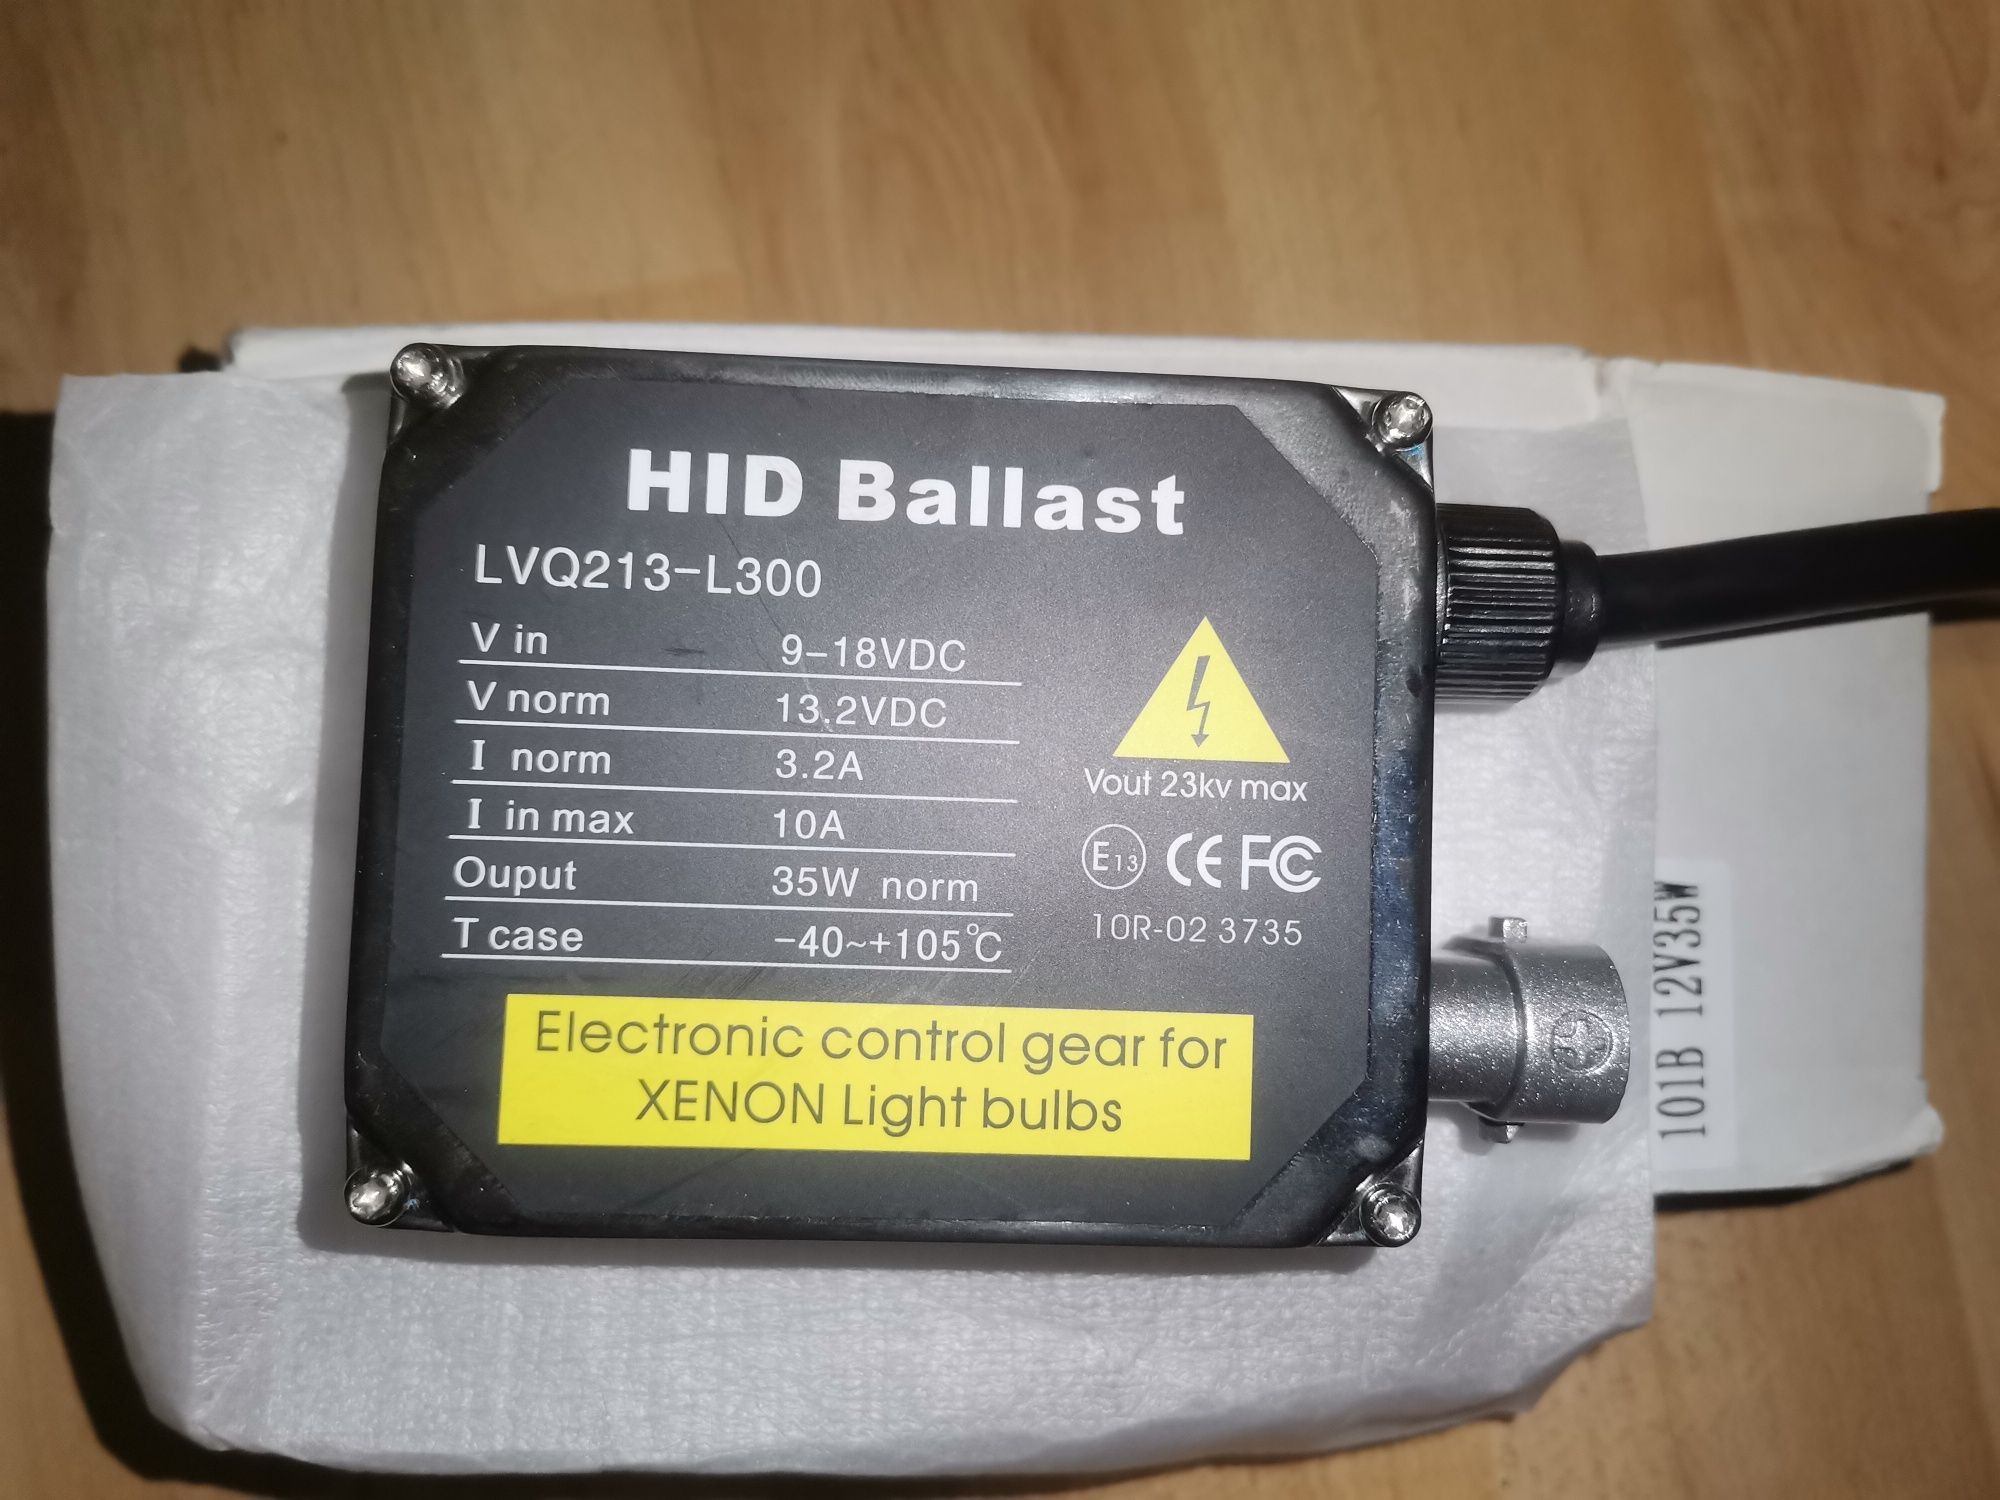 HID Ballast
LVQ213-L300
V in 9-18VDC
V norm 13.2VDC
I norm 3.2A
I in max 10A
Ouput 35W norm
T case -40~+105℃
Vout 23kv max
E13 CE FC
10R-02 3735
Electronic control gear for
XENON Light bulbs
101B 12V35W